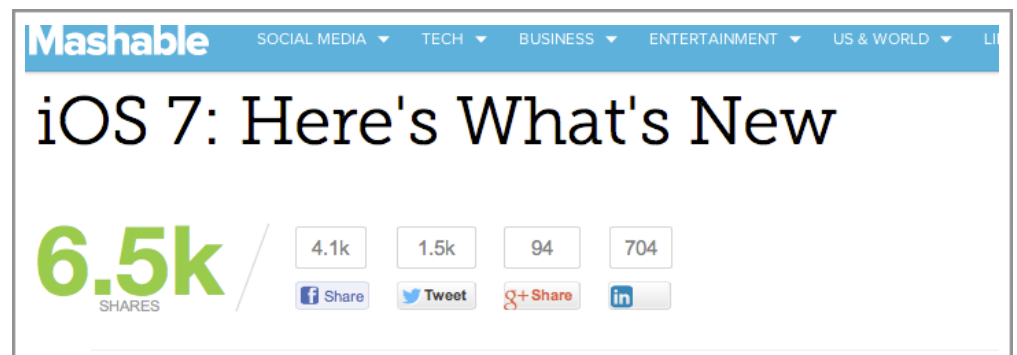 Mashable SOCIAL MEDIA TECH BUSINESS ENTERTAINMENT US & WORLD
iOS 7: Here's What's New
6.5k
SHARES
4.1k 1.5k 94 704
f Share Tweet g+ Share in